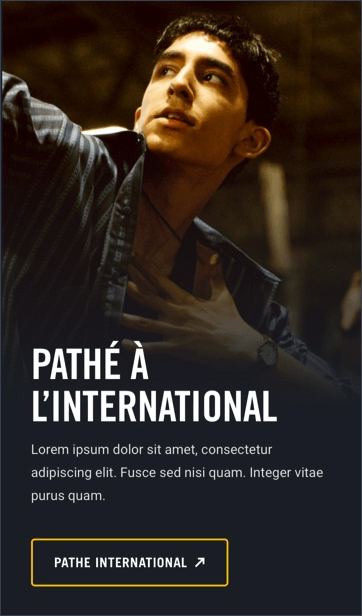 PATHÉ À
L’INTERNATIONAL
Lorem ipsum dolor sit amet, consectetur
adipiscing elit. Fusce sed nisi quam. Integer vitae
purus quam.
PATHE INTERNATIONAL